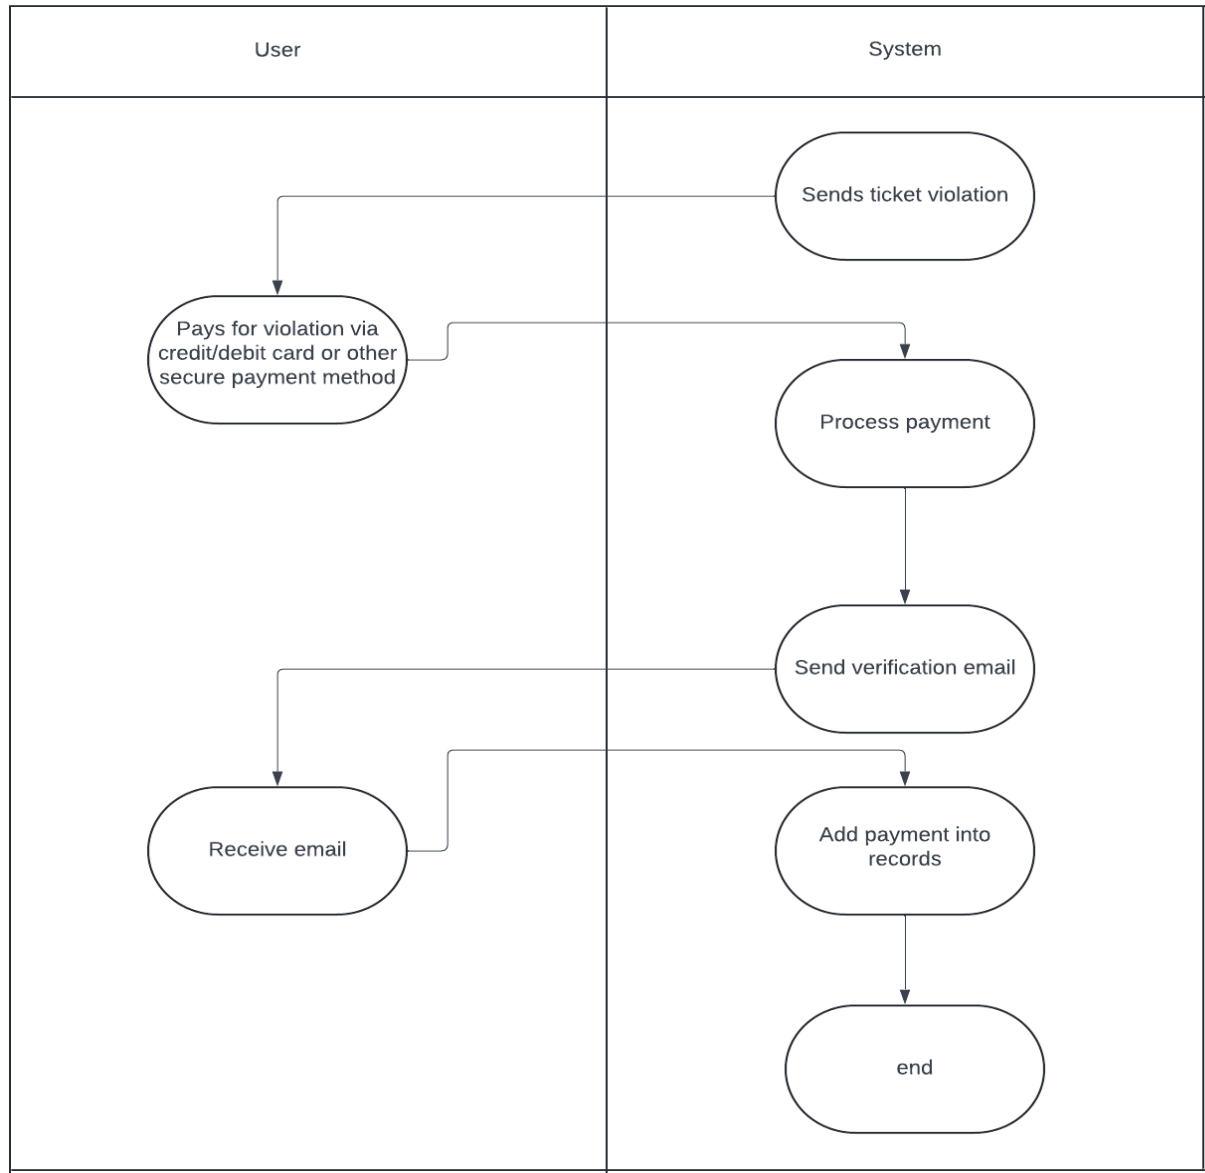 User
System
Sends ticket violation
Pays for violation via
credit/debit card or other
secure payment method
Process payment
Send verification email
Receive email
Add payment into
records
end